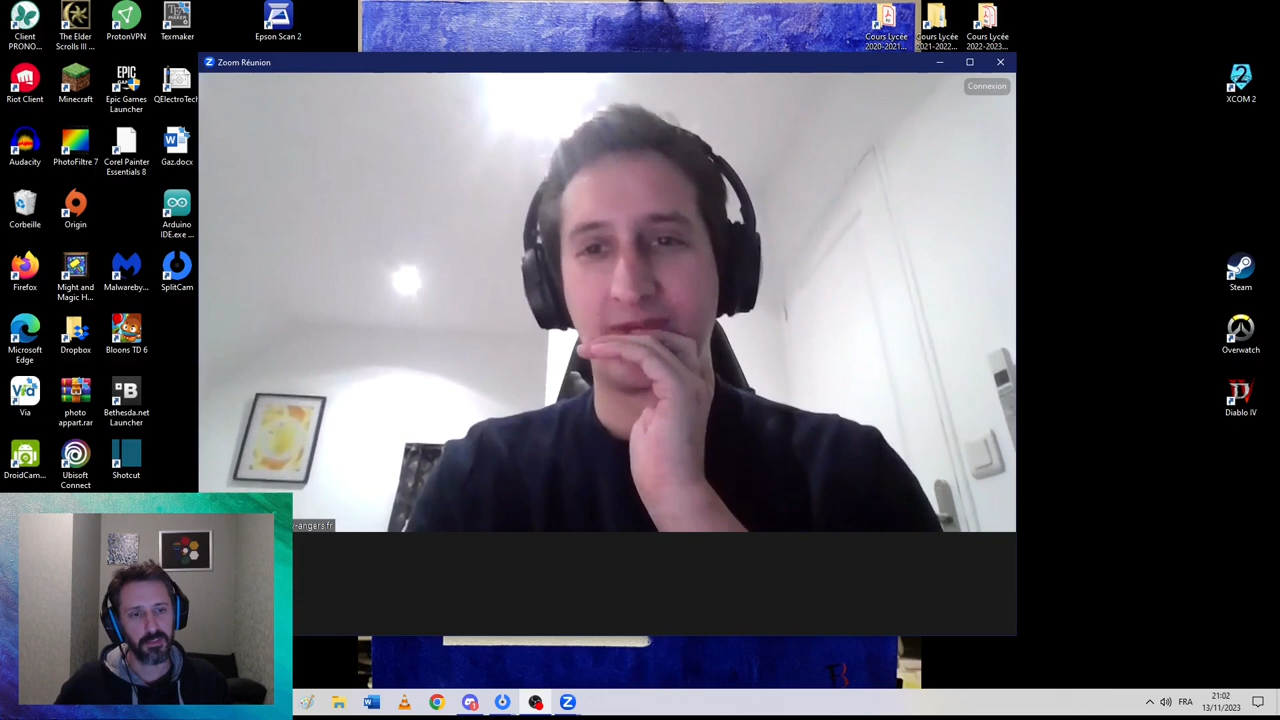 Client
PRONO...
The Elder
Scrolls III ...
ProtonVPN
Texmaker
Epson Scan 2
Cours Lycée
2020-2021...
Cours Lycée
2021-2022...
Cours Lycée
2022-2023...
Zoom Réunion
Connexion
Riot Client
Minecraft
Epic Games
Launcher
QElectroTech
XCOM 2
Audacity
PhotoFiltre 7
Corel Painter
Essentials 8
Gaz.docx
Corbeille
Origin
Arduino
IDE.exe ...
Firefox
Might and
Magic H...
Malwareby...
SplitCam
Steam
Microsoft
Edge
Dropbox
Bloons TD 6
Overwatch
Via
photo
appart.rar
Bethesda.net
Launcher
Diablo IV
DroidCam...
Ubisoft
Connect
Shotcut
-angers.fr
FR
21:02
13/11/2023